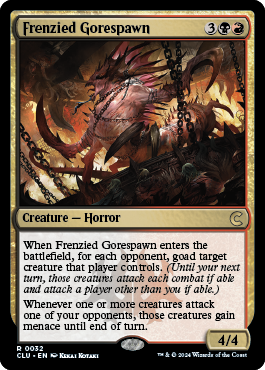 Frenzied Gorespawn 3
Creature — Horror
When Frenzied Gorespawn enters the
battlefield, for each opponent, goad target
creature that player controls. (Until your next
turn, those creatures attack each combat if able
and attack a player other than you if able.)
Whenever one or more creatures attack
one of your opponents, those creatures gain
menace until end of turn.
4/4
R 0032
CLU • EN Kekai Kotaki
™ & © 2024 Wizards of the Coast